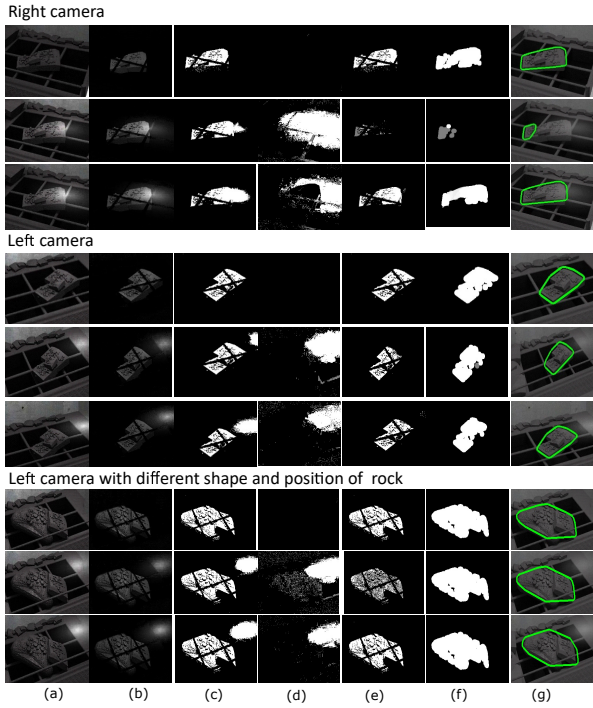 Right camera
Left camera
Left camera with different shape and position of rock
(a) (b) (c) (d) (e) (f) (g)